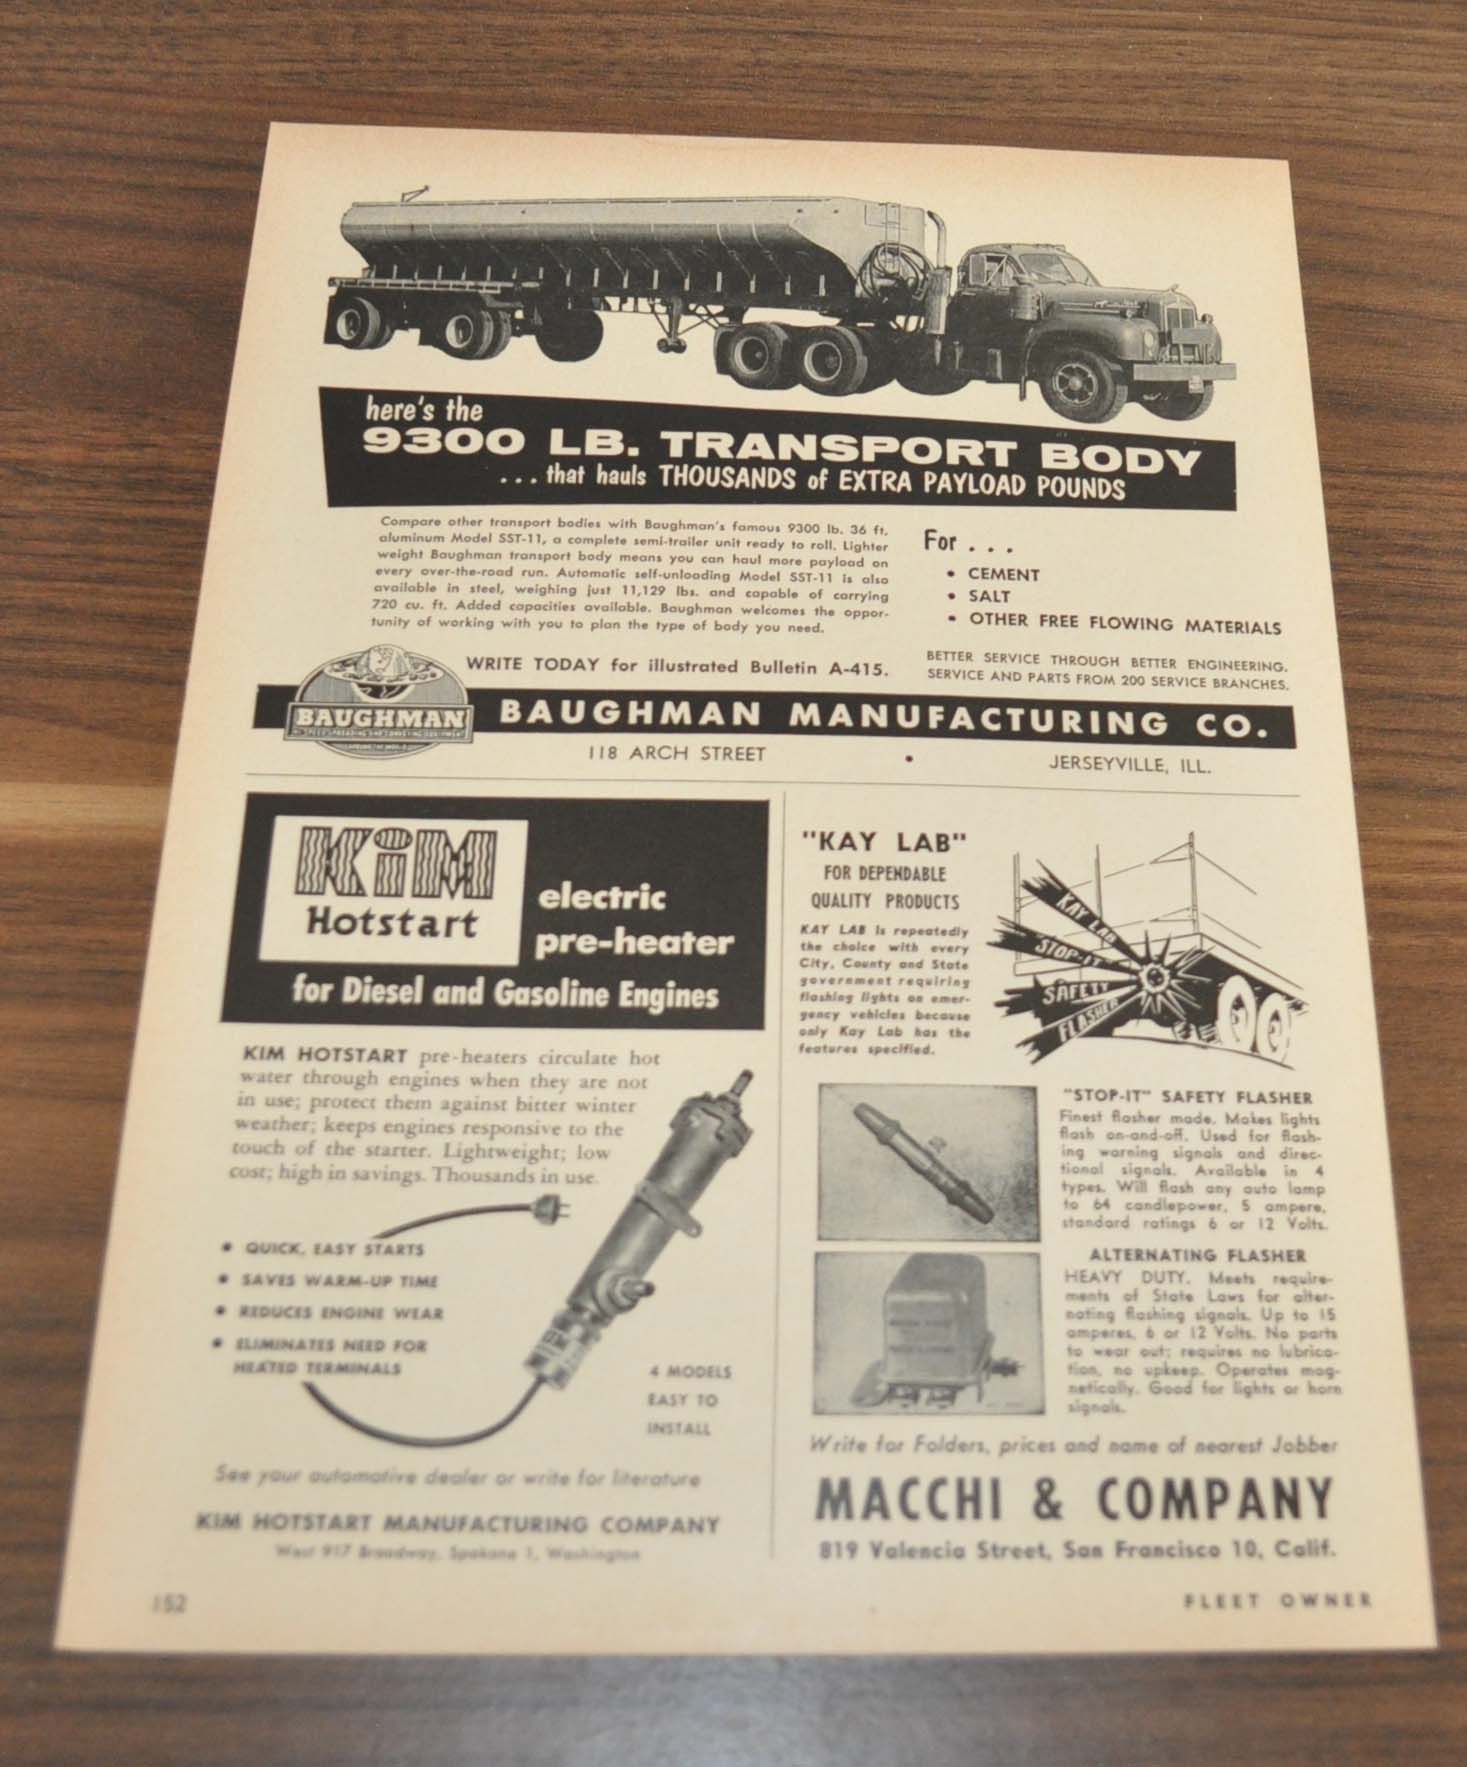 here's the
9300 LB. TRANSPORT BODY
...that hauls THOUSANDS of EXTRA PAYLOAD POUNDS
Compare other transport bodies with Baughman's famous 9300 lb. 36 ft.
aluminum Model SST-11, a complete semi-trailer unit ready to roll. Lighter
weight Baughman transport body means you can haul more payload on
every over-the-road run. Automatic self-unloading Model SST-11 is also
available in steel, weighing just 11,129 lbs. and capable of carrying
720 cu. ft. Added capacities available. Baughman welcomes the oppor-
tunity of working with you to plan the type of body you need.
WRITE TODAY for illustrated Bulletin A-415.
For . . .
• CEMENT
• SALT
• OTHER FREE FLOWING MATERIALS
BETTER SERVICE THROUGH BETTER ENGINEERING.
SERVICE AND PARTS FROM 200 SERVICE BRANCHES.
BAUGHMAN
BAUGHMAN MANUFACTURING CO.
118 ARCH STREET • JERSEYVILLE, ILL.
KiM
Hotstart
electric
pre-heater
for Diesel and Gasoline Engines
KIM HOTSTART pre-heaters circulate hot
water through engines when they are not
in use; protect them against bitter winter
weather; keeps engines responsive to the
touch of the starter. Lightweight; low
cost; high in savings. Thousands in use.
• QUICK, EASY STARTS
• SAVES WARM-UP TIME
• REDUCES ENGINE WEAR
• ELIMINATES NEED FOR
HEATED TERMINALS
4 MODELS
EASY TO
INSTALL
See your automotive dealer or write for literature
KIM HOTSTART MANUFACTURING COMPANY
West 917 Broadway, Spokane 1, Washington
"KAY LAB"
FOR DEPENDABLE
QUALITY PRODUCTS
KAY LAB is repeatedly
the choice with every
City, County and State
government requiring
flashing lights on emer-
gency vehicles because
only Kay Lab has the
features specified.
KAY LAB
STOP-IT
SAFETY
FLASHER
"STOP-IT" SAFETY FLASHER
Finest flasher made. Makes lights
flash on-and-off. Used for flash-
ing warning signals and direc-
tional signals. Available in 4
types. Will flash any auto lamp
to 64 candlepower, 5 ampere,
standard ratings 6 or 12 Volts.
ALTERNATING FLASHER
HEAVY DUTY. Meets require-
ments of State Laws for alter-
nating flashing signals. Up to 15
amperes, 6 or 12 Volts. No parts
to wear out; requires no lubrica-
tion, no upkeep. Operates mag-
netically. Good for lights or horn
signals.
Write for Folders, prices and name of nearest Jobber
MACCHI & COMPANY
819 Valencia Street, San Francisco 10, Calif.
152
FLEET OWNER